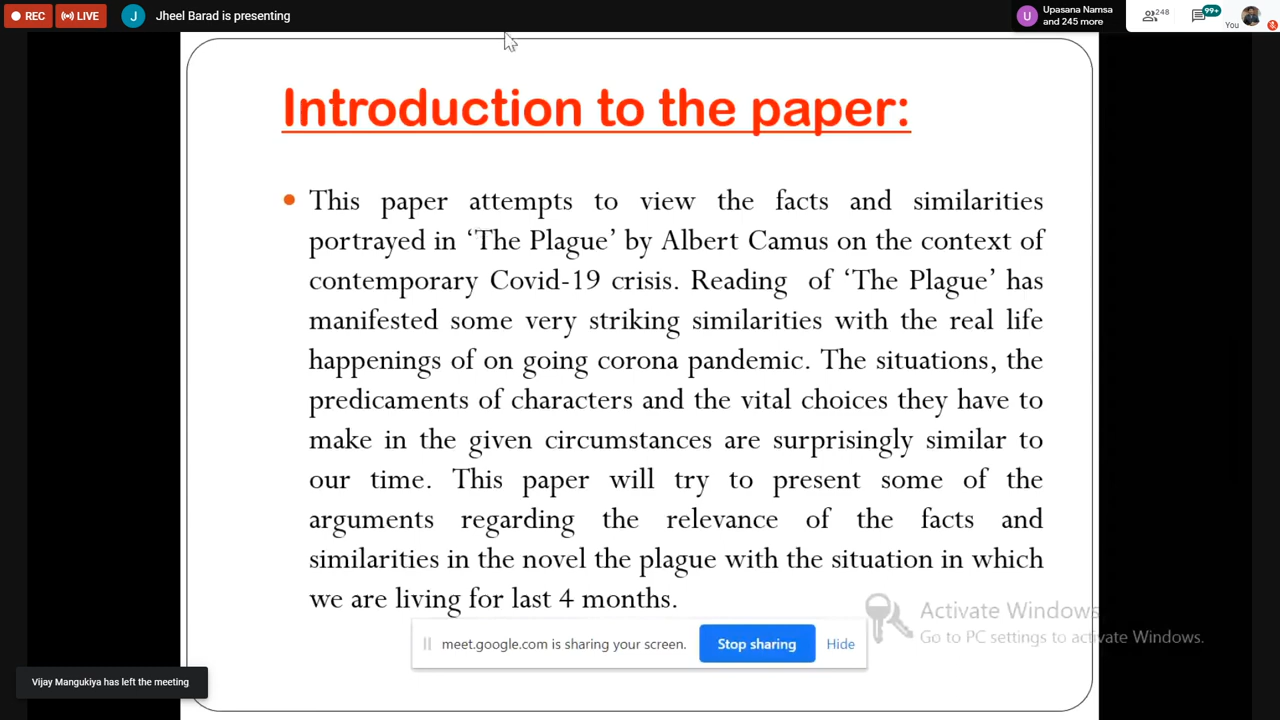 REC
LIVE
J
Jheel Barad is presenting
U
Upasana Namsa
and 245 more
248
99+
You
Introduction to the paper:
This paper attempts to view the facts and similarities
portrayed in ‘The Plague’ by Albert Camus on the context of
contemporary Covid-19 crisis. Reading of ‘The Plague’ has
manifested some very striking similarities with the real life
happenings of on going corona pandemic. The situations, the
predicaments of characters and the vital choices they have to
make in the given circumstances are surprisingly similar to
our time. This paper will try to present some of the
arguments regarding the relevance of the facts and
similarities in the novel the plague with the situation in which
we are living for last 4 months.
Activate Windows
Go to PC settings to activate Windows.
meet.google.com is sharing your screen.
Stop sharing
Hide
Vijay Mangukiya has left the meeting